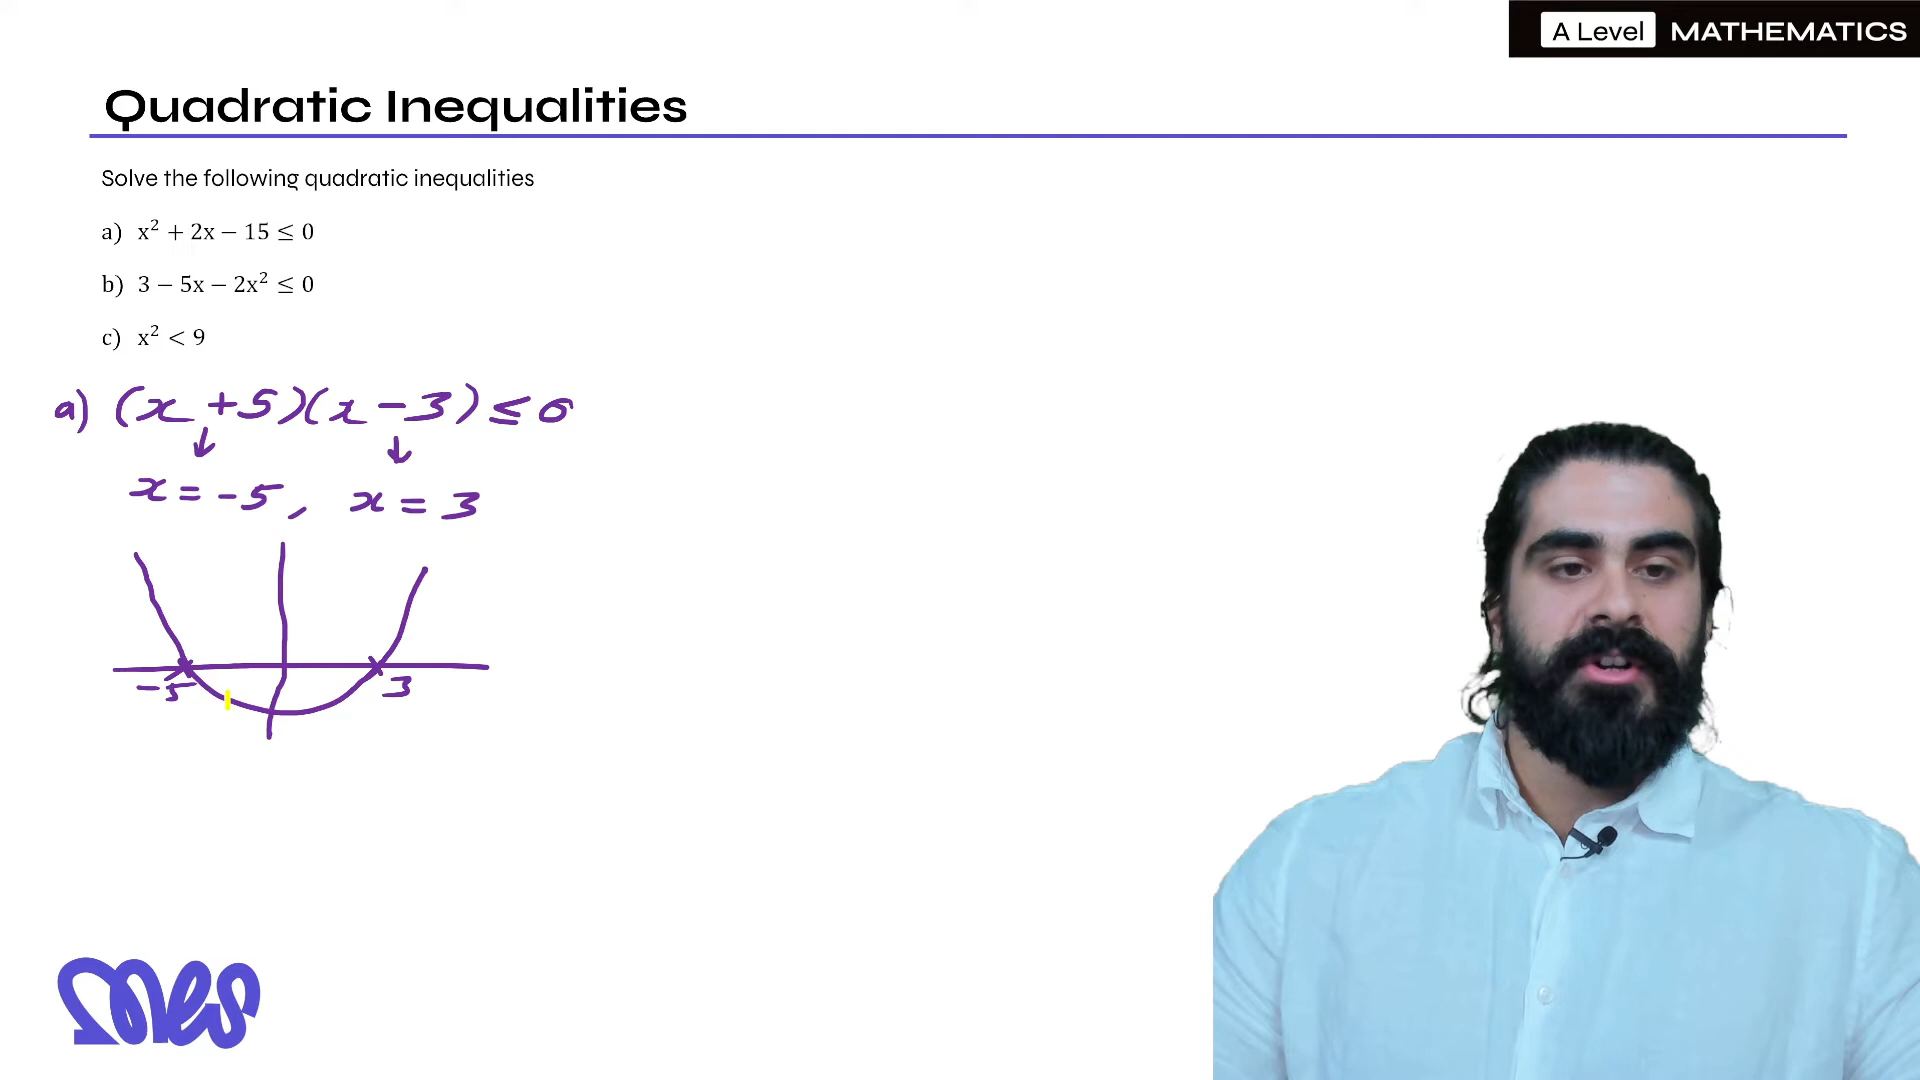 A Level MATHEMATICS
Quadratic Inequalities
Solve the following quadratic inequalities
a) x² + 2x − 15 ≤ 0
b) 3 − 5x − 2x² ≤ 0
c) x² < 9
a) (x + 5)(x − 3) ≤ 0
x = -5, x = 3
-5 3
mes